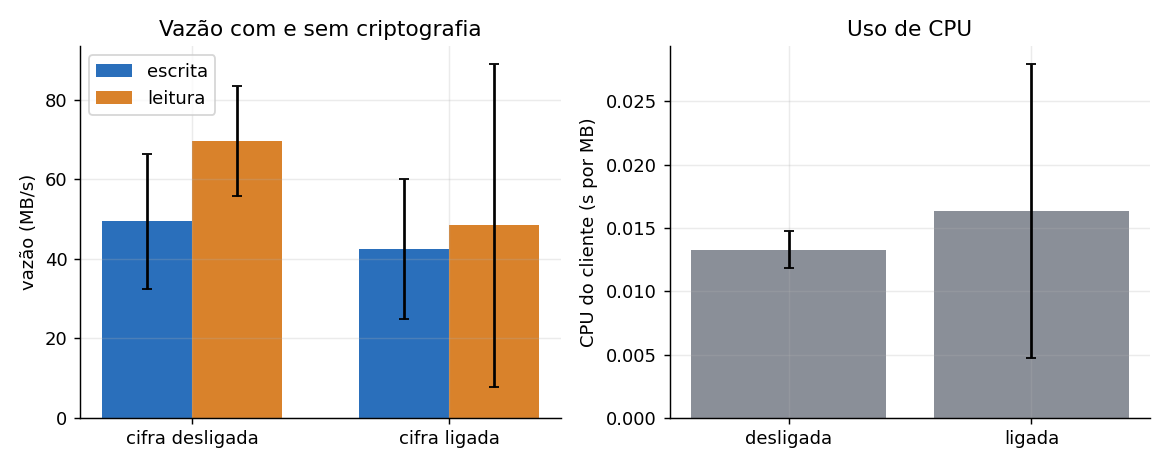 Vazão com e sem criptografia
escrita
leitura
vazão (MB/s)
80
60
40
20
0
cifra desligada
cifra ligada
Uso de CPU
CPU do cliente (s por MB)
0.025
0.020
0.015
0.010
0.005
0.000
desligada
ligada